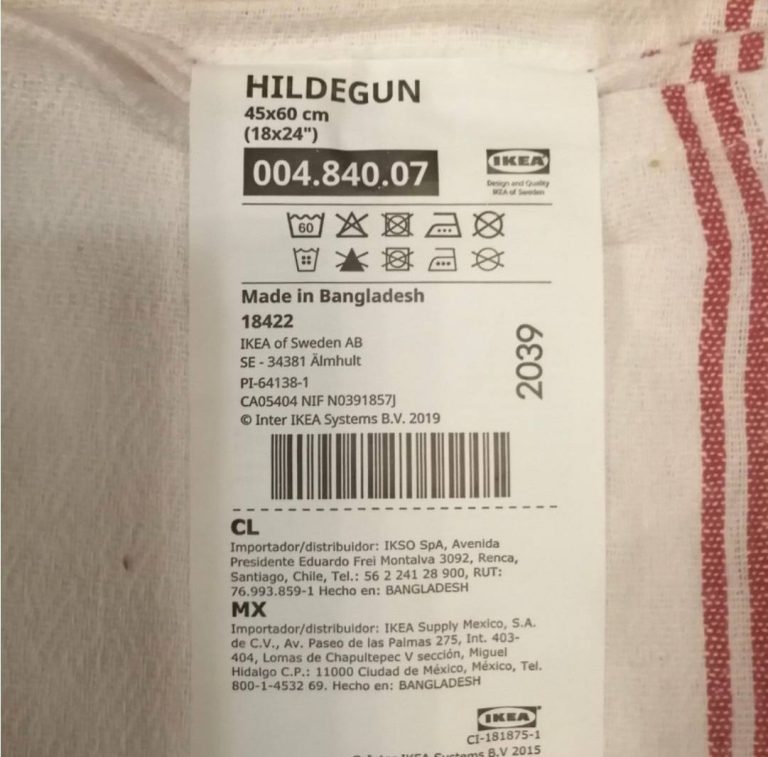 HILDEGUN
45x60 cm
(18x24")
004.840.07
IKEA
Design and Quality
IKEA of Sweden
60
Made in Bangladesh
18422
IKEA of Sweden AB
SE - 34381 Älmhult
PI-64138-1
CA05404 NIF N0391857J
© Inter IKEA Systems B.V. 2019
2039
CL
Importador/distribuidor: IKSO SpA, Avenida
Presidente Eduardo Frei Montalva 3092, Renca,
Santiago, Chile, Tel.: 56 2 241 28 900, RUT:
76.993.859-1 Hecho en: BANGLADESH
MX
Importador/distribuidor: IKEA Supply Mexico, S.A.
de C.V., Av. Paseo de las Palmas 275, Int. 403-
404, Lomas de Chapultepec V sección, Miguel
Hidalgo C.P.: 11000 Ciudad de México, México, Tel.
800-1-4532 69. Hecho en: BANGLADESH
IKEA
CI-181875-1
© Inter IKEA Systems B.V 2015